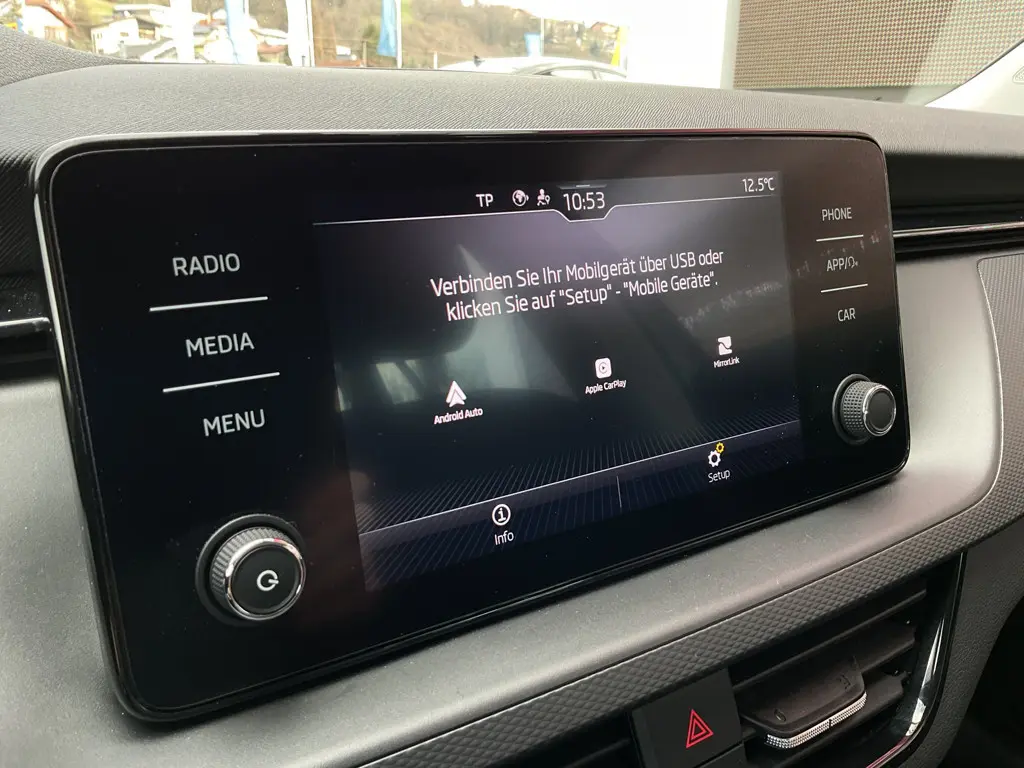 TP 10:53 12.5°C
RADIO
MEDIA
MENU
Verbinden Sie Ihr Mobilgerät über USB oder
klicken Sie auf "Setup" - "Mobile Geräte".
Android Auto
Apple CarPlay
MirrorLink
Info
Setup
PHONE
APP/
CAR